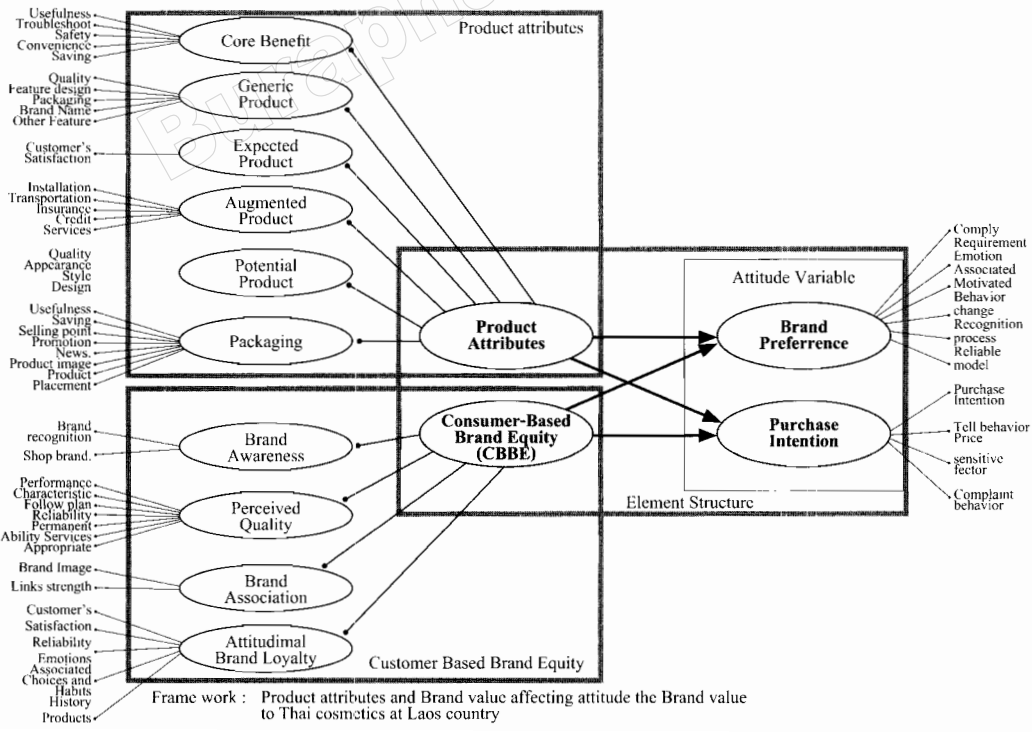 Product attributes
Usefulness
Troubleshoot
Safety
Convenience
Saving
Core Benefit
Quality
Feature design
Packaging
Brand Name
Other Feature
Generic
Product
Customer's
Satisfaction
Expected
Product
Installation
Transportation
Insurance
Credit
Services
Augmented
Product
Quality
Appearance
Style
Design
Potential
Product
Usefulness
Saving
Selling point
Promotion
News.
Product image
Product
Placement
Packaging
Product
Attributes
Attitude Variable
Brand
Preferrence
Comply
Requirement
Emotion
Associated
Motivated
Behavior
change
Recognition
process
Reliable
model
Consumer-Based
Brand Equity
(CBBE)
Purchase
Intention
Purchase
Intention
Tell behavior
Price
sensitive
fector
Complaint
behavior
Element Structure
Brand
recognition
Shop brand.
Brand
Awareness
Performance
Characteristic
Follow plan
Reliability
Permanent
Ability Services
Appropriate
Perceived
Quality
Brand Image
Links strength
Brand
Association
Customer's
Satisfaction
Reliability
Emotions
Associated
Choices and
Habits
History
Products
Attitudimal
Brand Loyalty
Customer Based Brand Equity
Frame work : Product attributes and Brand value affecting attitude the Brand value
to Thai cosmetics at Laos country